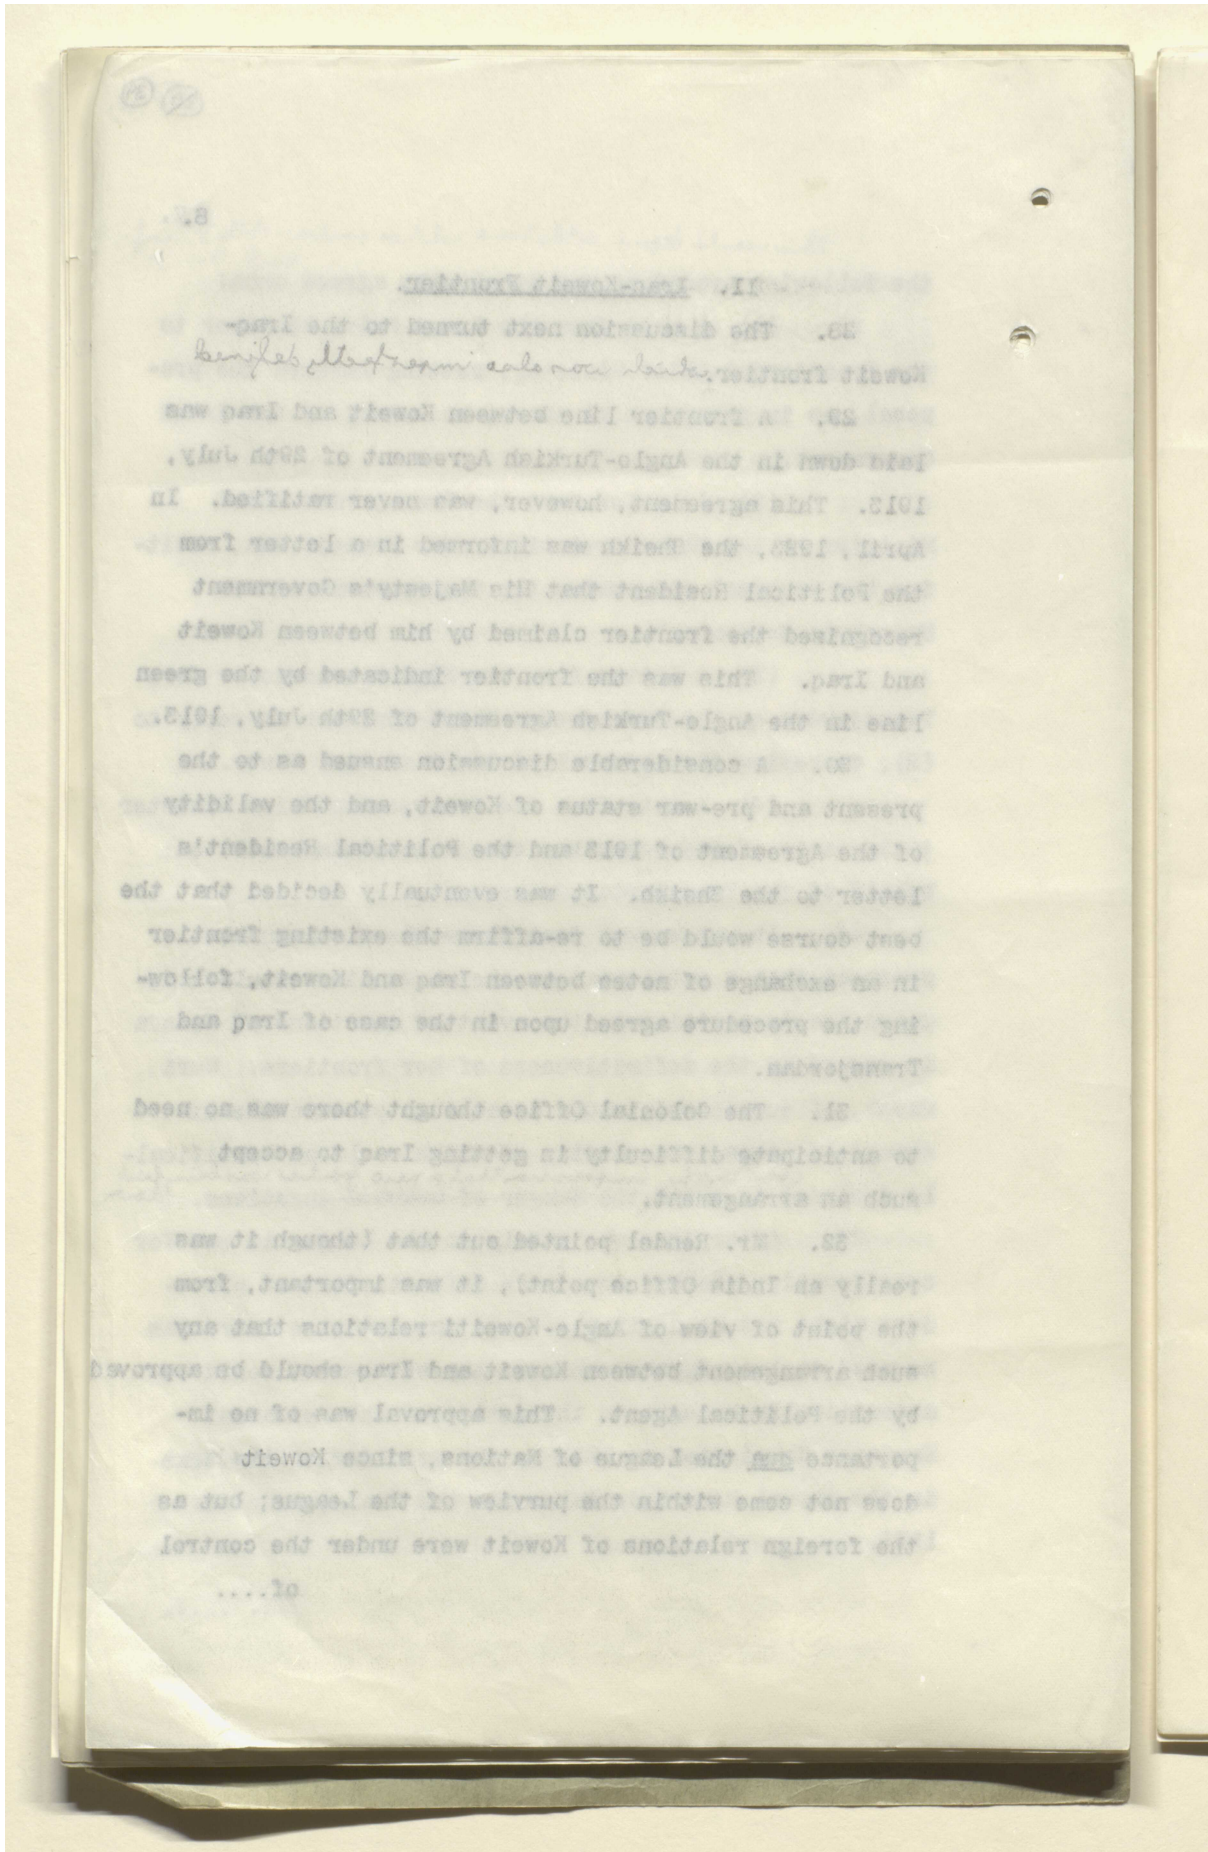 8.
11. Iraq-Koweit Frontier.
28. The discussion next turned to the Iraq-
Koweit frontier, which was also imperfectly defined
29. A frontier line between Koweit and Iraq was
laid down in the Anglo-Turkish Agreement of 29th July,
1913. This agreement, however, was never ratified. In
April, 1923, the Sheikh was informed in a letter from
the Political Resident that His Majesty's Government
recognised the frontier claimed by him between Koweit
and Iraq. This was the frontier indicated by the green
line in the Anglo-Turkish Agreement of 29th July, 1913.
30. A considerable discussion ensued as to the
present and pre-war status of Koweit, and the validity
of the Agreement of 1913 and the Political Resident's
letter to the Sheikh. It was eventually decided that the
best course would be to re-affirm the existing frontier
in an exchange of notes between Iraq and Koweit, follow-
ing the procedure agreed upon in the case of Iraq and
Transjordan.
31. The Colonial Office thought there was no need
to anticipate difficulty in getting Iraq to accept
such an arrangement.
32. Mr. Rendel pointed out that (though it was
really an India Office point), it was important, from
the point of view of Anglo-Koweiti relations that any
such arrangement between Koweit and Iraq should be approved
by the Political Agent. This approval was of no im-
portance qua the League of Nations, since Koweit
does not come within the purview of the League; but as
the foreign relations of Koweit were under the control
of....